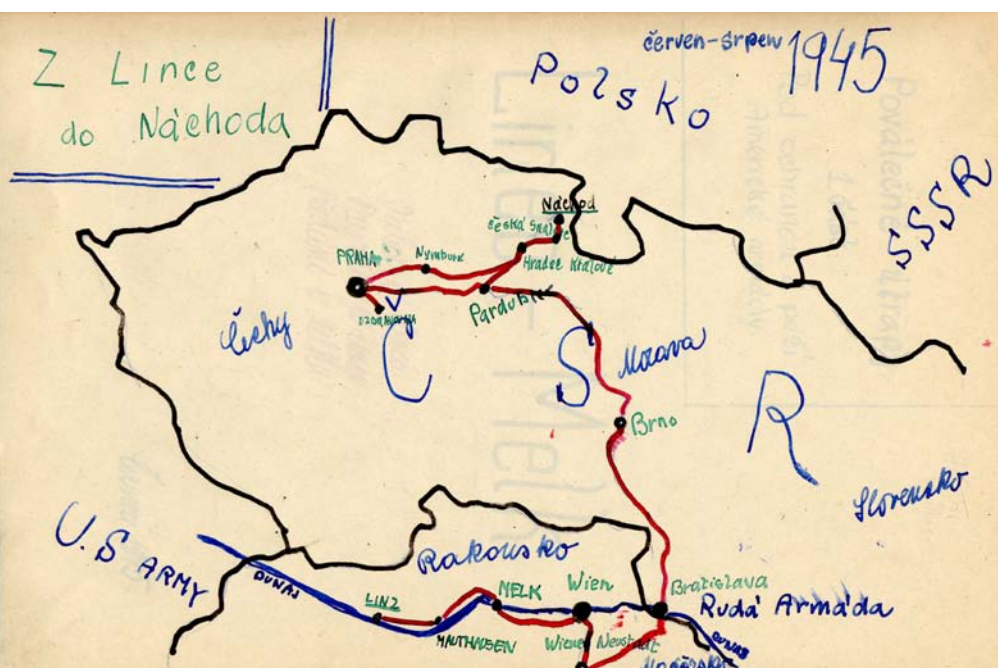 Z Lince
do Náchoda
červen-srpen 1945
Polsko
SSSR
Náchod
Česká Skalice
Hradec Králové
PRAHA
Nymburk
Pardubice
Čechy
Č S R
Morava
Brno
Slovensko
U.S ARMY
Rakousko
DUNAJ
LINZ
MAUTHAUSEN
MELK
Wien
Wiener Neustadt
Bratislava
Rudá Armáda
DUNAJ